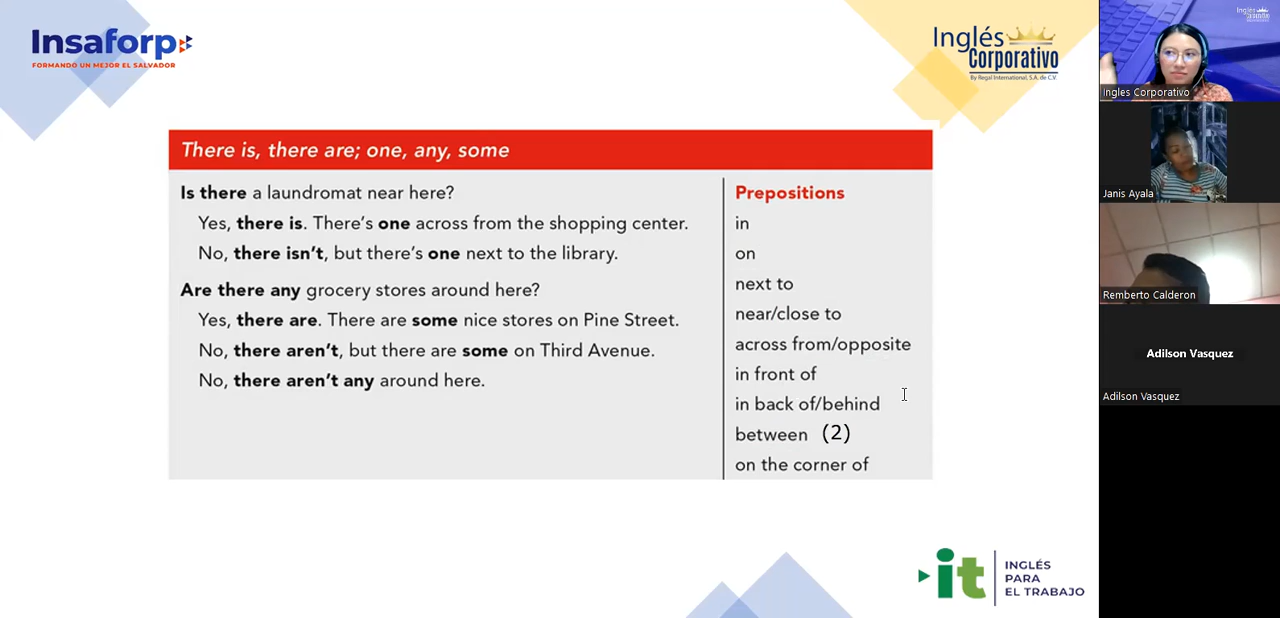 Insaforp
FORMANDO UN MEJOR EL SALVADOR
Inglés
Corporativo
By Regal International, S.A. de C.V.
There is, there are; one, any, some
Is there a laundromat near here?
Yes, there is. There's one across from the shopping center.
No, there isn't, but there's one next to the library.
Are there any grocery stores around here?
Yes, there are. There are some nice stores on Pine Street.
No, there aren't, but there are some on Third Avenue.
No, there aren't any around here.
Prepositions
in
on
next to
near/close to
across from/opposite
in front of
in back of/behind
between (2)
on the corner of
it
INGLÉS
PARA
EL TRABAJO
Ingles Corporativo
Janis Ayala
Remberto Calderon
Adilson Vasquez
Adilson Vasquez